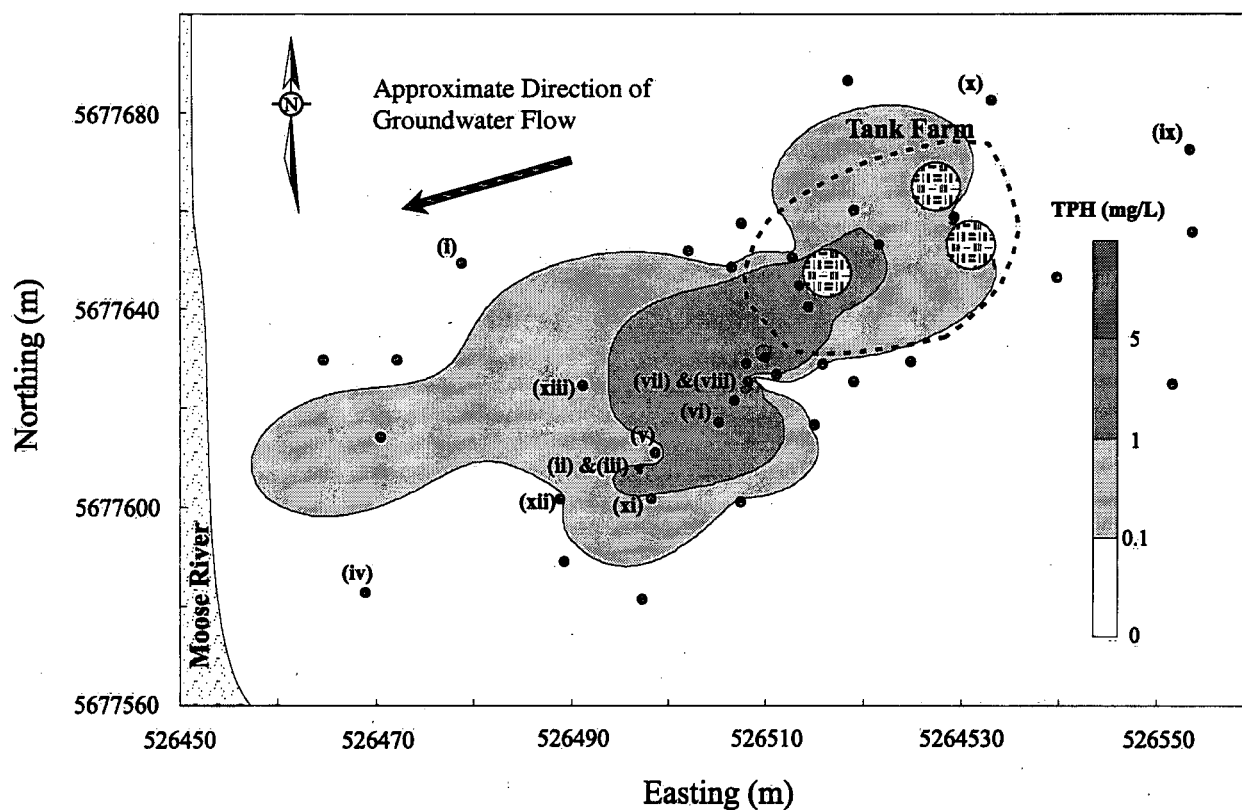 N
Approximate Direction of
Groundwater Flow
(x)
Tank Farm
(ix)
TPH (mg/L)
(i)
5
(xiii)
(vii) &(viii)
(vi)
1
(v)
(ii) &(iii)
(xii)
(xi)
0.1
(iv)
0
Moose River
5677680
5677640
5677600
5677560
Northing (m)
526450
526470
526490
526510
526530
526550
Easting (m)